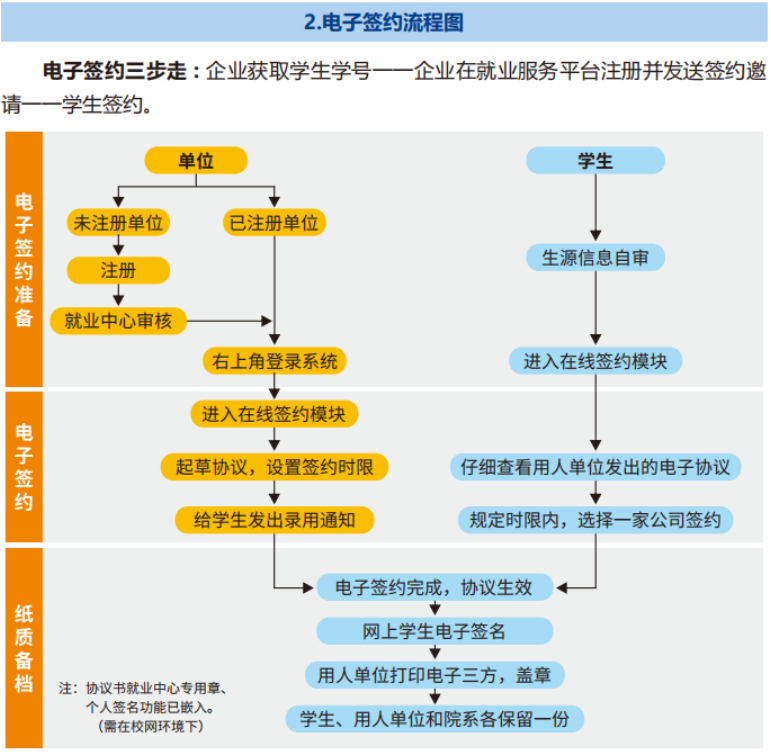 2.电子签约流程图
电子签约三步走：企业获取学生学号一一企业在就业服务平台注册并发送签约邀
请一一学生签约。
电子签约准备
单位
学生
未注册单位
已注册单位
注册
生源信息自审
就业中心审核
右上角登录系统
进入在线签约模块
电子签约
进入在线签约模块
起草协议，设置签约时限
仔细查看用人单位发出的电子协议
给学生发出录用通知
规定时限内，选择一家公司签约
纸质备档
电子签约完成，协议生效
网上学生电子签名
用人单位打印电子三方，盖章
学生、用人单位和院系各保留一份
注：协议书就业中心专用章、
个人签名功能已嵌入。
（需在校网环境下）